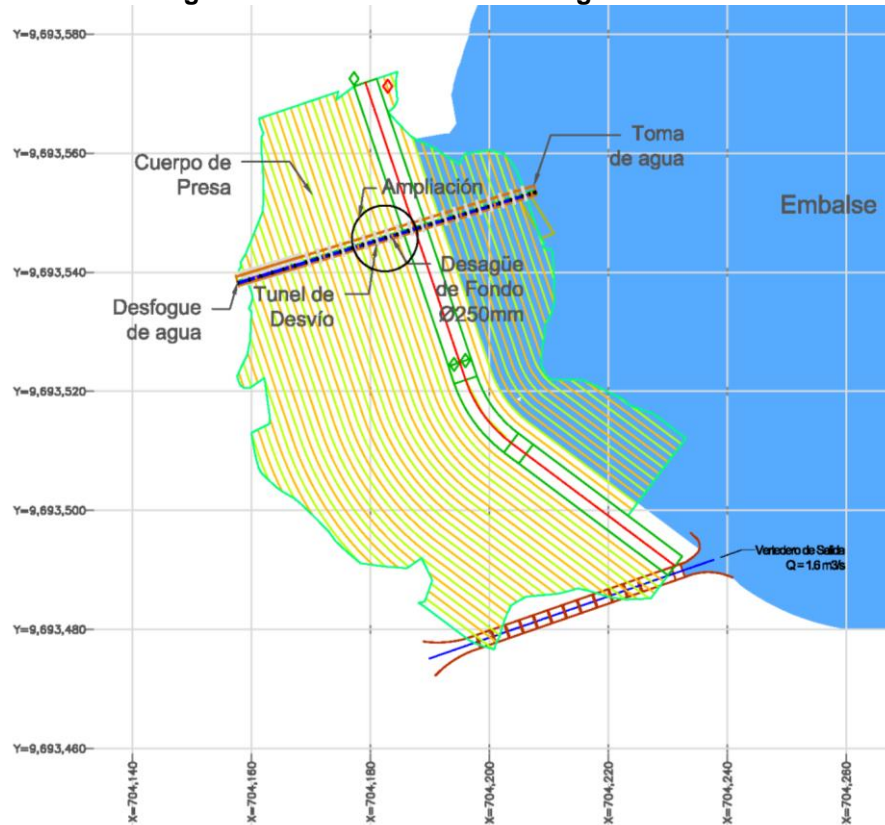 Y=9,693,580
Y=9,693,560
Toma
de agua
Cuerpo de
Presa
Ampliación
Embalse
Y=9,693,540
Desagüe
de Fondo
Ø250mm
Tunel de
Desvío
Desfogue
de agua
Y=9,693,520
Y=9,693,500
Vertedero de Salida
Q = 1.6 m3/s
Y=9,693,480
Y=9,693,460
X=704,140
X=704,160
X=704,180
X=704,200
X=704,220
X=704,240
X=704,260